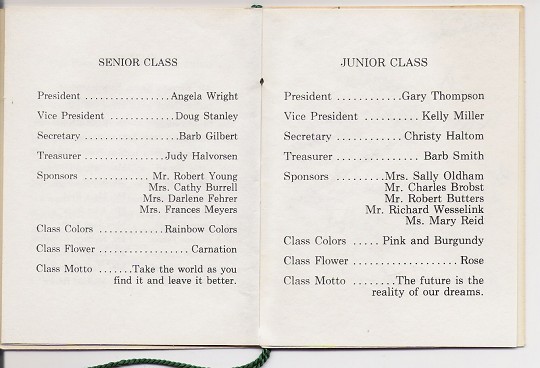 SENIOR CLASS
President .................Angela Wright
Vice President .............Doug Stanley
Secretary ....................Barb Gilbert
Treasurer ................Judy Halvorsen
Sponsors ............. Mr. Robert Young
Mrs. Cathy Burrell
Mrs. Darlene Fehrer
Mrs. Frances Meyers
Class Colors .............Rainbow Colors
Class Flower .................. Carnation
Class Motto .......Take the world as you
find it and leave it better.
JUNIOR CLASS
President .............Gary Thompson
Vice President ........... Kelly Miller
Secretary ..............Christy Haltom
Treasurer ................. Barb Smith
Sponsors .........Mrs. Sally Oldham
Mr. Charles Brobst
Mr. Robert Butters
Mr. Richard Wesselink
Ms. Mary Reid
Class Colors ..... Pink and Burgundy
Class Flower ....................Rose
Class Motto ........The future is the
reality of our dreams.